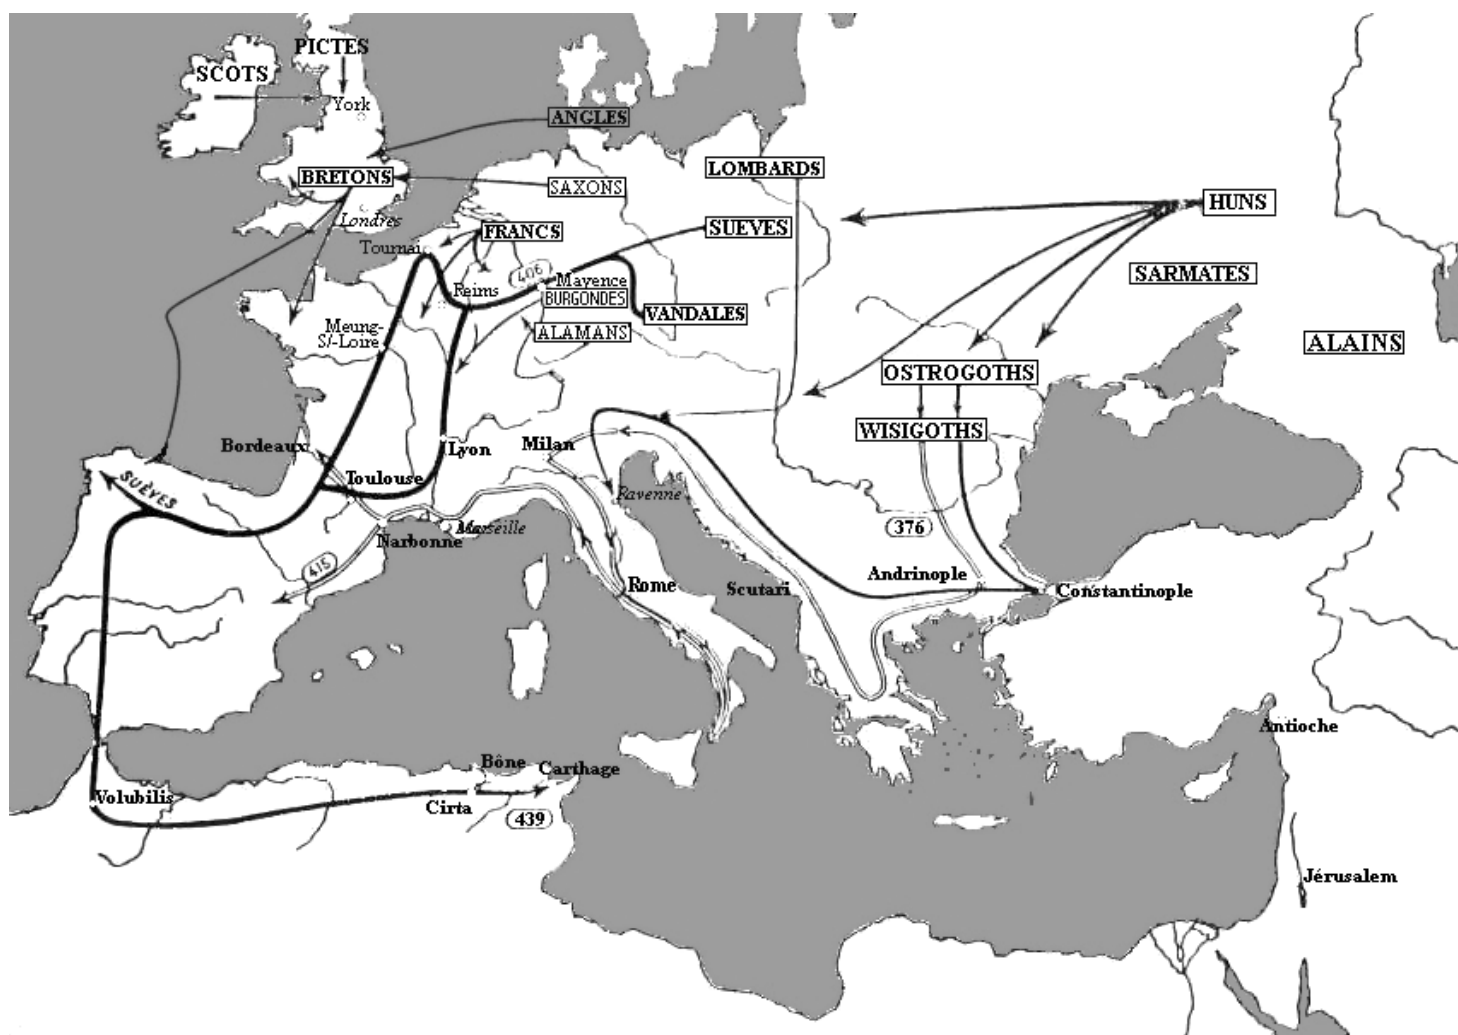 PICTES
SCOTS
York
ANGLES
BRETONS
SAXONS
LOMBARDS
HUNS
Londres
Tournai
FRANCS
SUEVES
SARMATES
406
Mayence
Reims
BURGONDES
VANDALES
Meung-
S/-Loire
ALAMANS
ALAINS
OSTROGOTHS
WISIGOTHS
Bordeaux
Lyon
Milan
SUÈVES
Toulouse
Ravenne
376
Marseille
Narbonne
415
Rome
Scutari
Andrinople
Constantinople
Antioche
Bône
Carthage
Volubilis
Cirta
439
Jérusalem